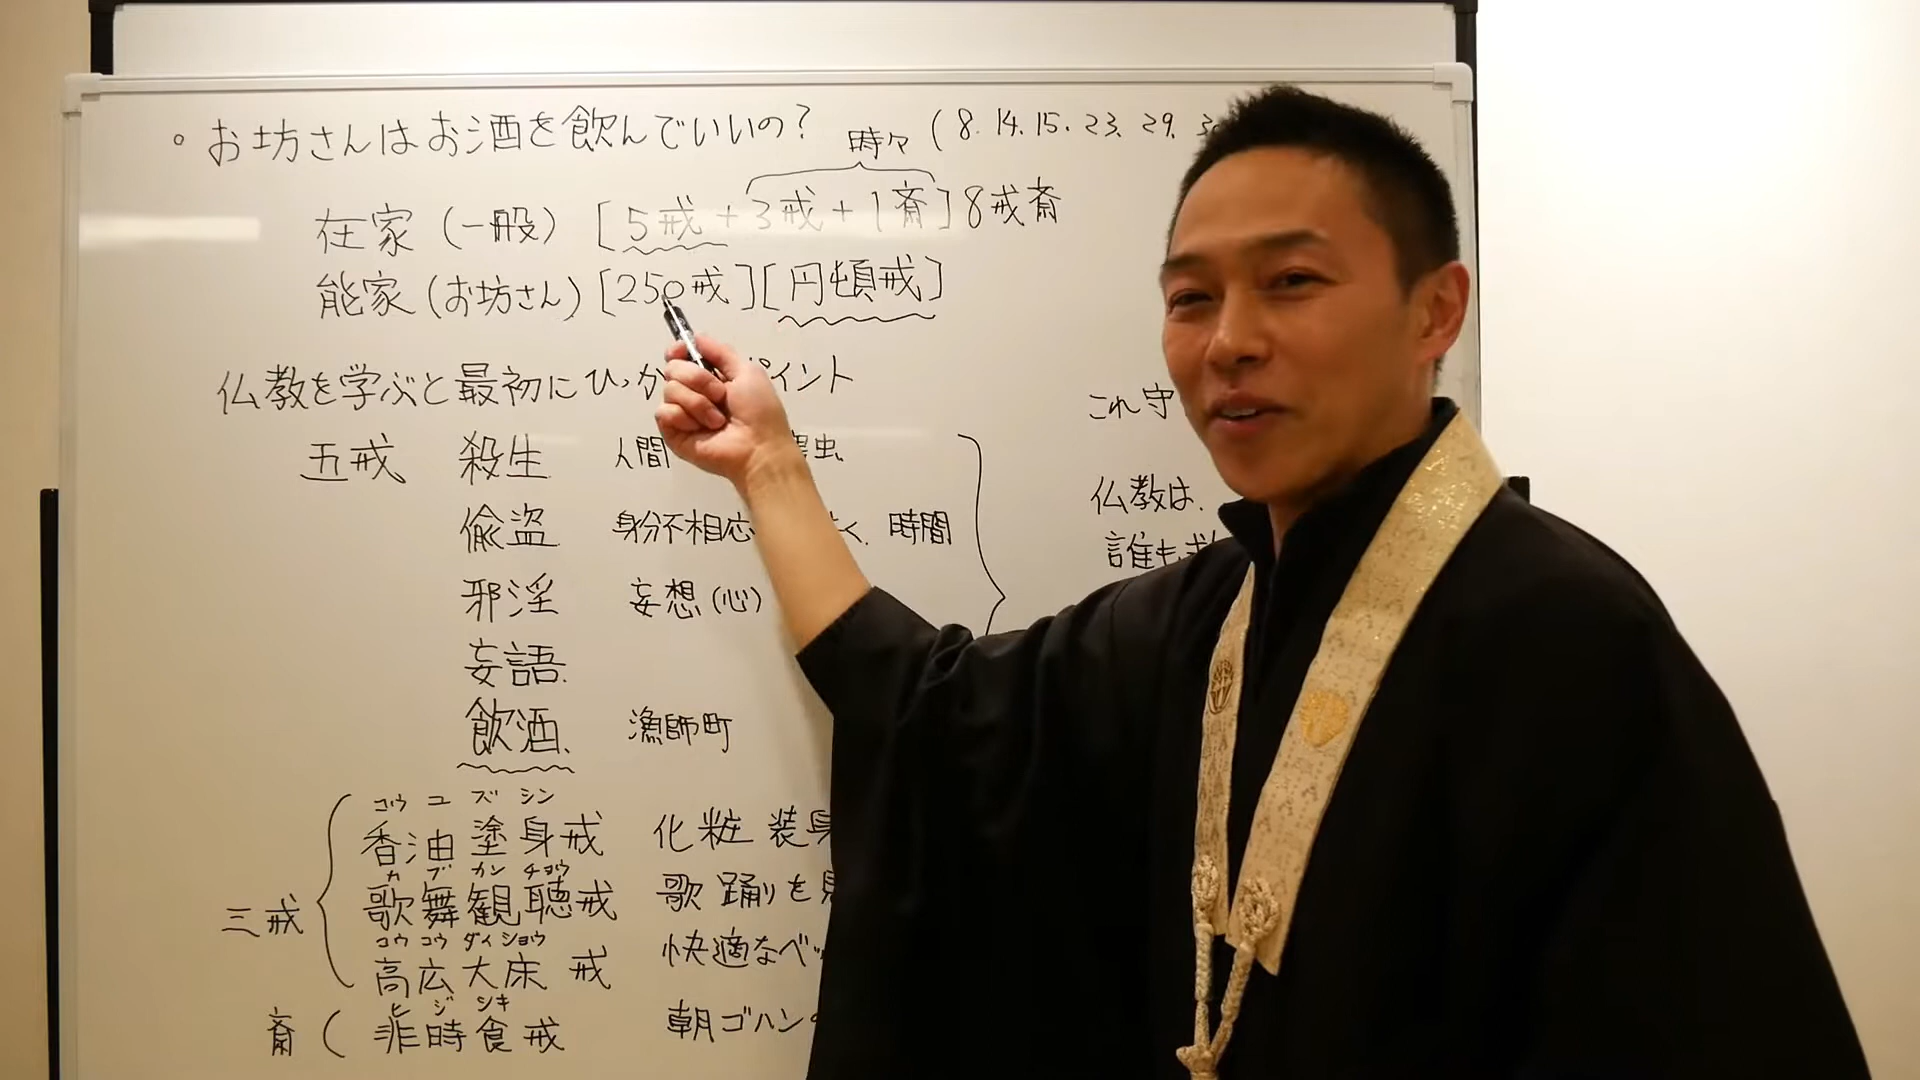 。お坊さんはお酒を飲んでいいの？ 時々 (8. 14. 15. 23. 29. 3
在家 (一般) [5戒 + 3戒 + 1斎] 8戒斎
能家 (お坊さん) [250戒][円頓戒]
仏教を学ぶと最初にひっか ポイント
五戒 殺生 人間 虫
偸盗 身分不相応 く、時間
邪淫 妄想 (心)
妄語.
飲酒、 漁師町
これ守
仏教は、
誰も
コウ ユ ズ シン
香油塗身戒 化粧 装身
カ ブ カン チョウ
三戒 歌舞観聴戒 歌 踊りを見
コウ コウ ダイ ショウ
高広大床 戒 快適なベッ
ヒ ジ シキ
斎 ( 非時食戒 朝ゴハンの